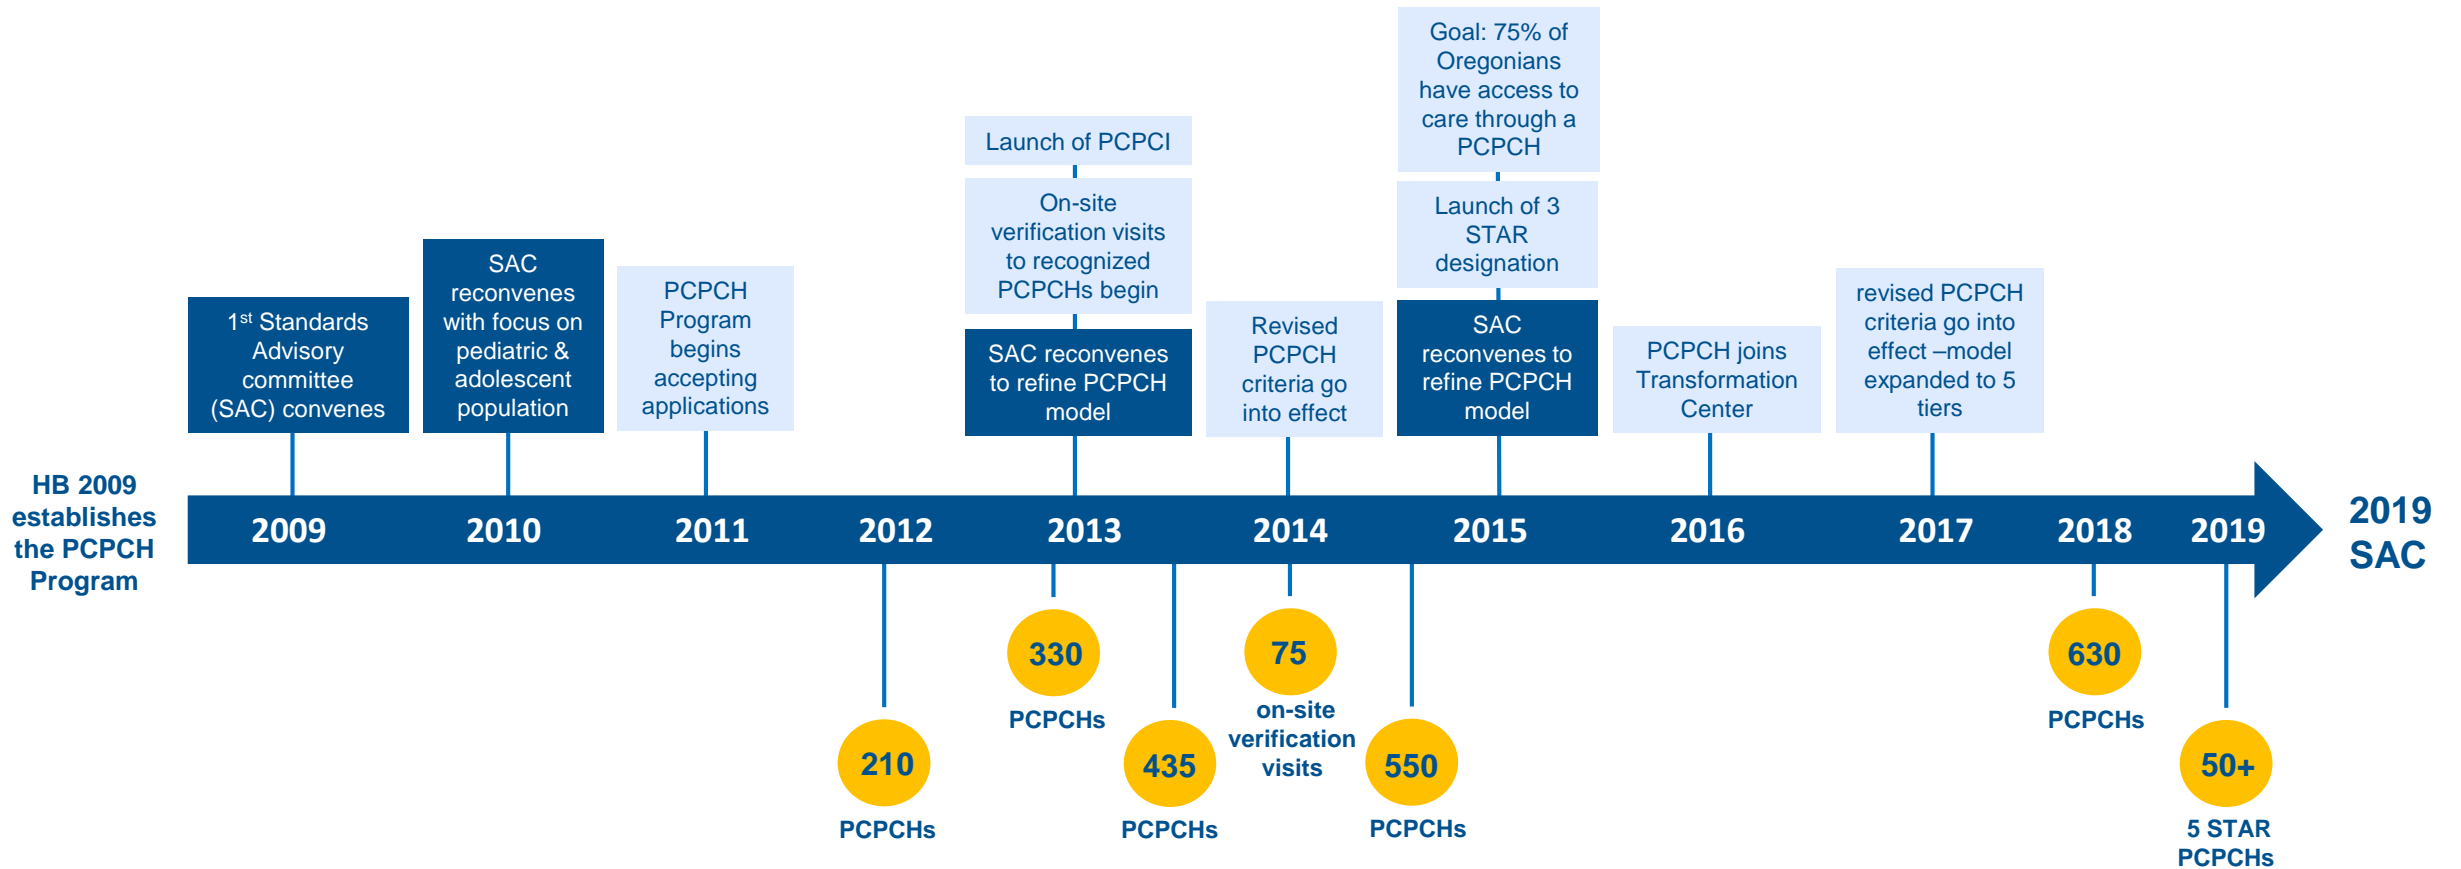 Goal: 75% of
Oregonians
have access to
care through a
PCPCH
Launch of PCPCI
Launch of 3
STAR
designation
On-site
verification visits
to recognized
PCPCHs begin
SAC
reconvenes
with focus on
pediatric &
adolescent
population
PCPCH
Program
begins
accepting
applications
revised PCPCH
criteria go into
effect –model
expanded to 5
tiers
1st Standards
Advisory
committee
(SAC) convenes
SAC reconvenes
to refine PCPCH
model
Revised
PCPCH
criteria go
into effect
SAC
reconvenes to
refine PCPCH
model
PCPCH joins
Transformation
Center
HB 2009
establishes
the PCPCH
Program
2009
2010
2011
2012
2013
2014
2015
2016
2017
2018
2019
2019
SAC
330
PCPCHs
75
on-site
verification
visits
630
PCPCHs
210
PCPCHs
435
PCPCHs
550
PCPCHs
50+
5 STAR
PCPCHs